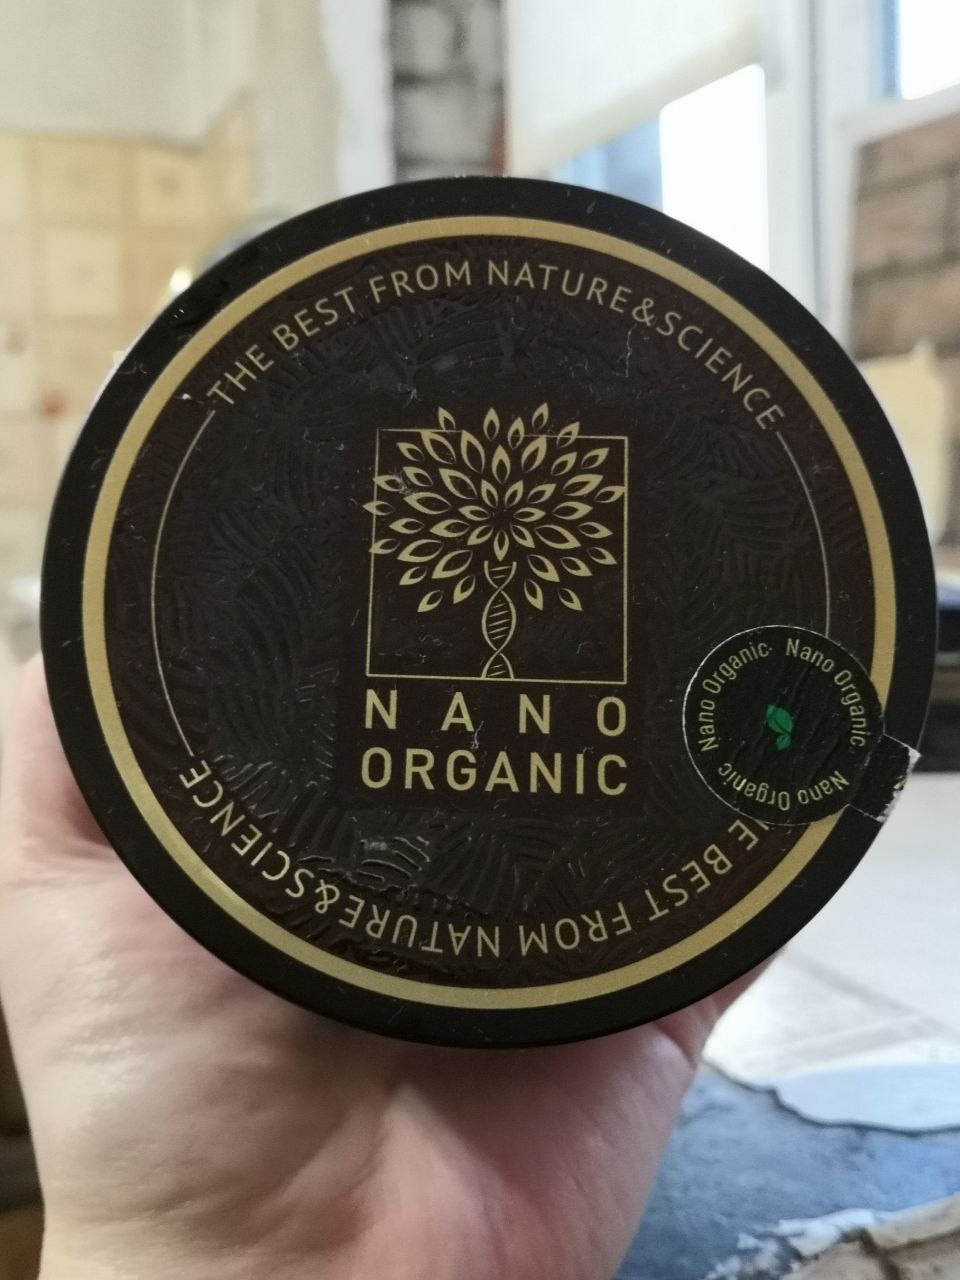 THE BEST FROM NATURE&SCIENCE
NANO
ORGANIC
Nano Organic· Nano Organic· Nano Organic
BEST FROM NATURE&SCIENCE